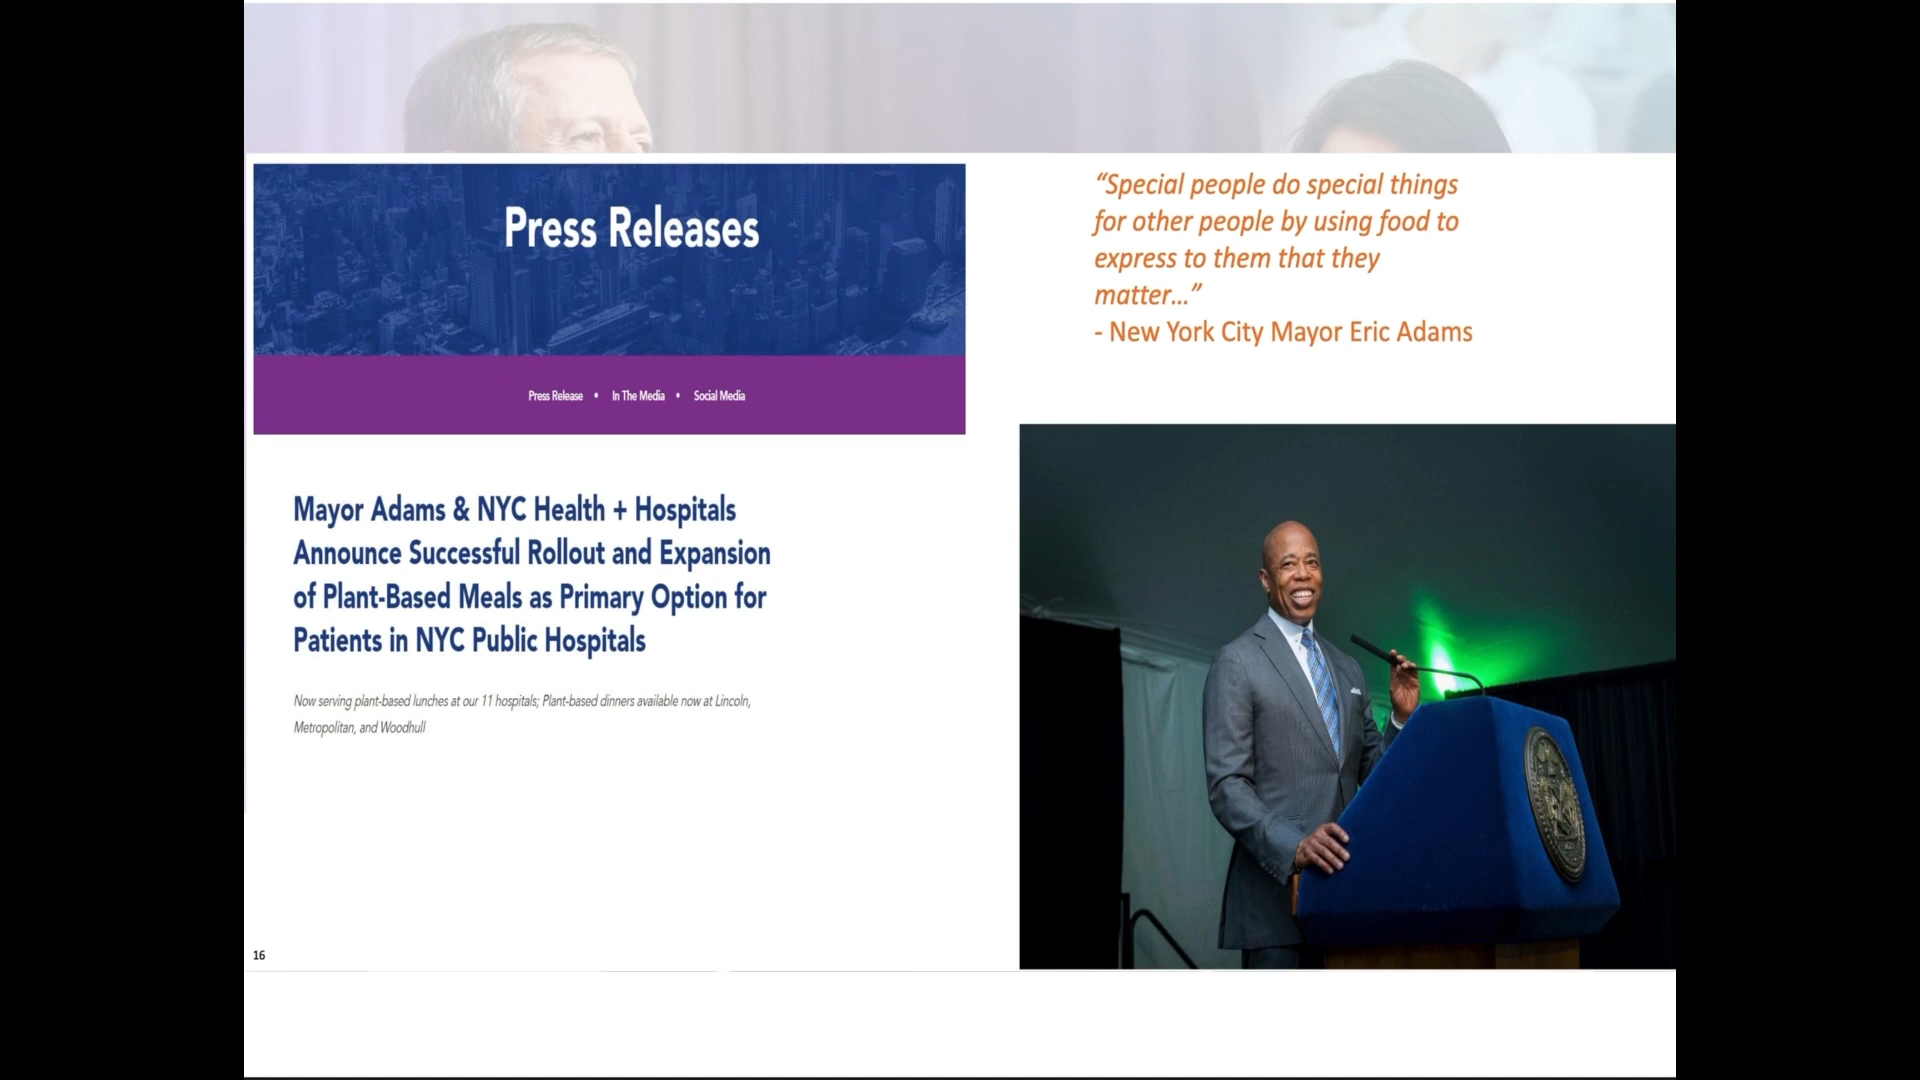 Press Releases
Press Release • In The Media • Social Media
Mayor Adams & NYC Health + Hospitals
Announce Successful Rollout and Expansion
of Plant-Based Meals as Primary Option for
Patients in NYC Public Hospitals
Now serving plant-based lunches at our 11 hospitals; Plant-based dinners available now at Lincoln,
Metropolitan, and Woodhull
16
“Special people do special things
for other people by using food to
express to them that they
matter…”
- New York City Mayor Eric Adams